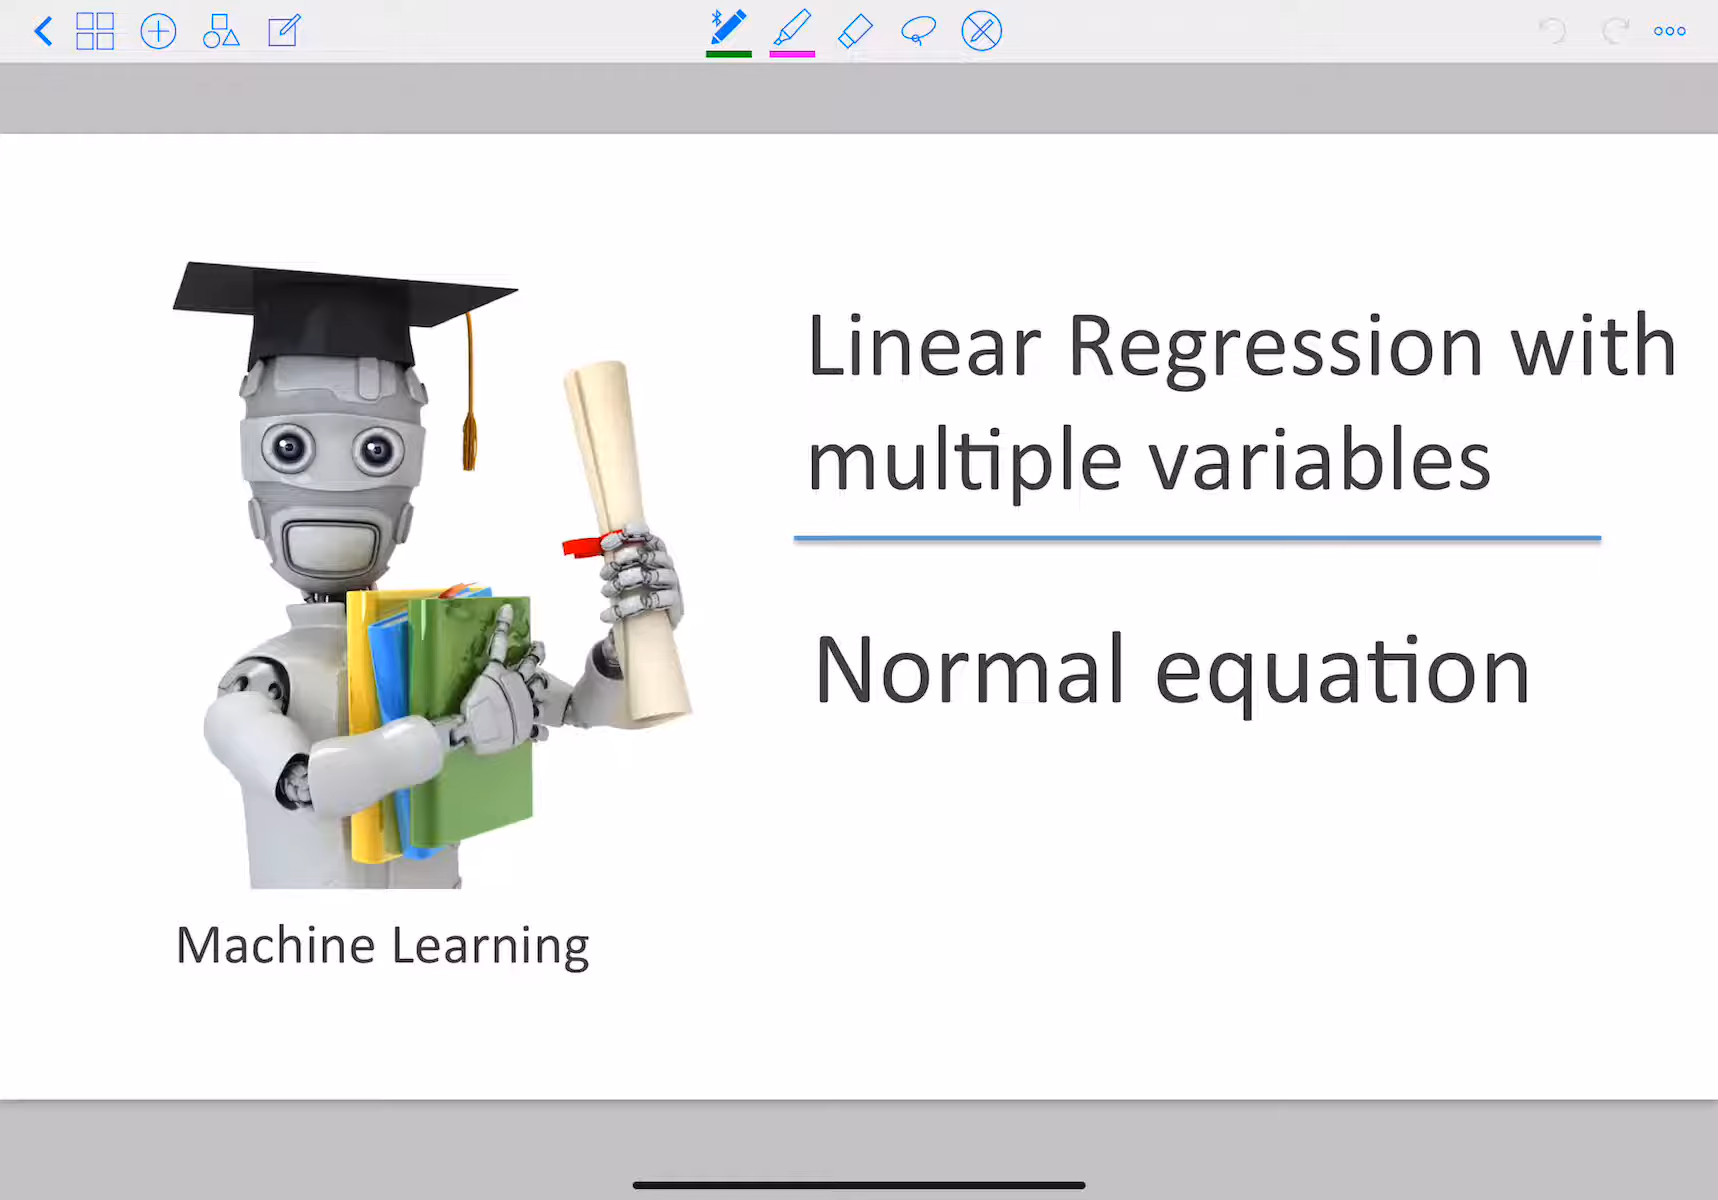 Linear Regression with
multiple variables
Normal equation
Machine Learning